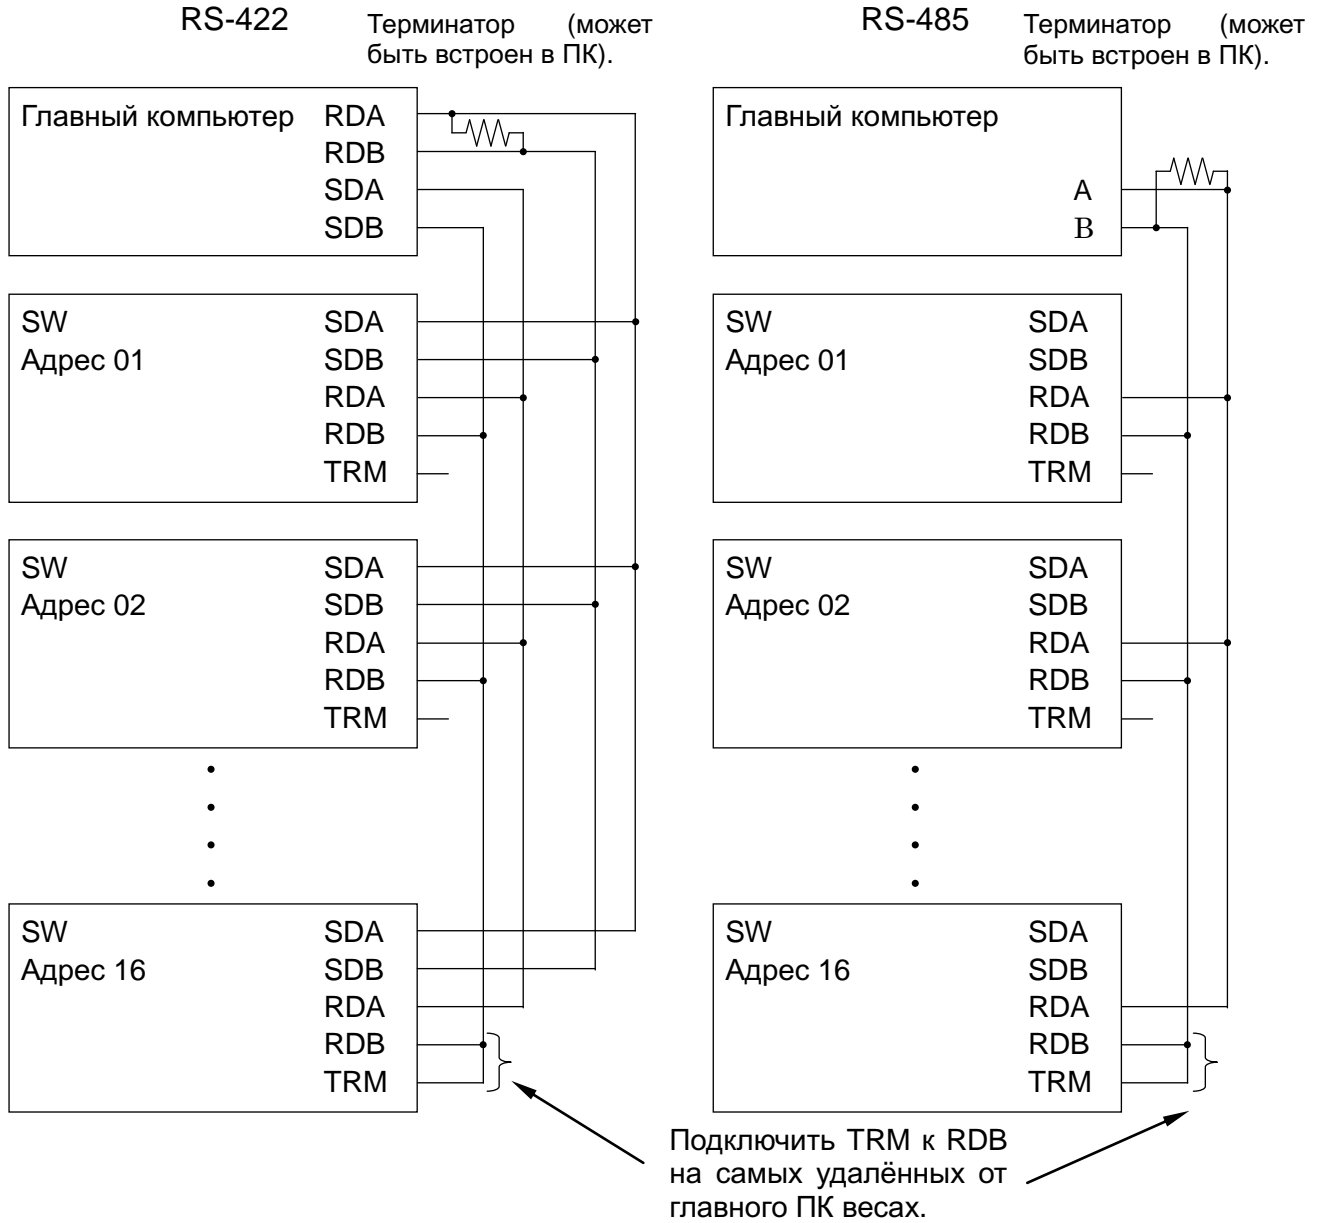 RS-422
Терминатор (может
быть встроен в ПК).
Главный компьютер RDA
RDB
SDA
SDB
SW SDA
Адрес 01 SDB
RDA
RDB
TRM
SW SDA
Адрес 02 SDB
RDA
RDB
TRM
SW SDA
Адрес 16 SDB
RDA
RDB
TRM
RS-485
Терминатор (может
быть встроен в ПК).
Главный компьютер
A
B
SW SDA
Адрес 01 SDB
RDA
RDB
TRM
SW SDA
Адрес 02 SDB
RDA
RDB
TRM
SW SDA
Адрес 16 SDB
RDA
RDB
TRM
Подключить TRM к RDB
на самых удалённых от
главного ПК весах.